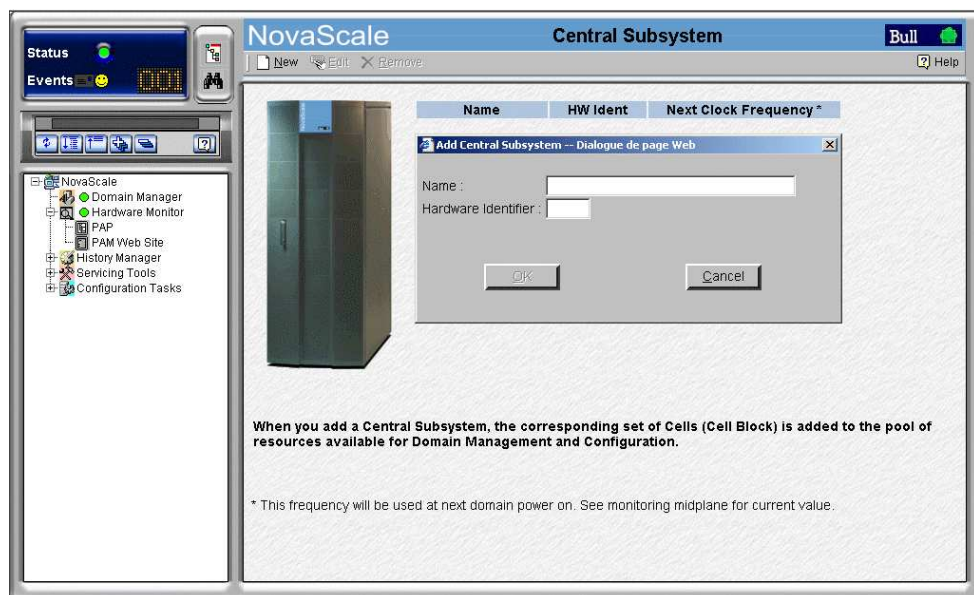 Status
Events
001
NovaScale
Domain Manager
Hardware Monitor
PAP
PAM Web Site
History Manager
Servicing Tools
Configuration Tasks
NovaScale Central Subsystem Bull
New Edit Remove Help
Name HW Ident Next Clock Frequency *
Add Central Subsystem -- Dialogue de page Web
Name :
Hardware Identifier :
OK Cancel
When you add a Central Subsystem, the corresponding set of Cells (Cell Block) is added to the pool of
resources available for Domain Management and Configuration.
* This frequency will be used at next domain power on. See monitoring midplane for current value.